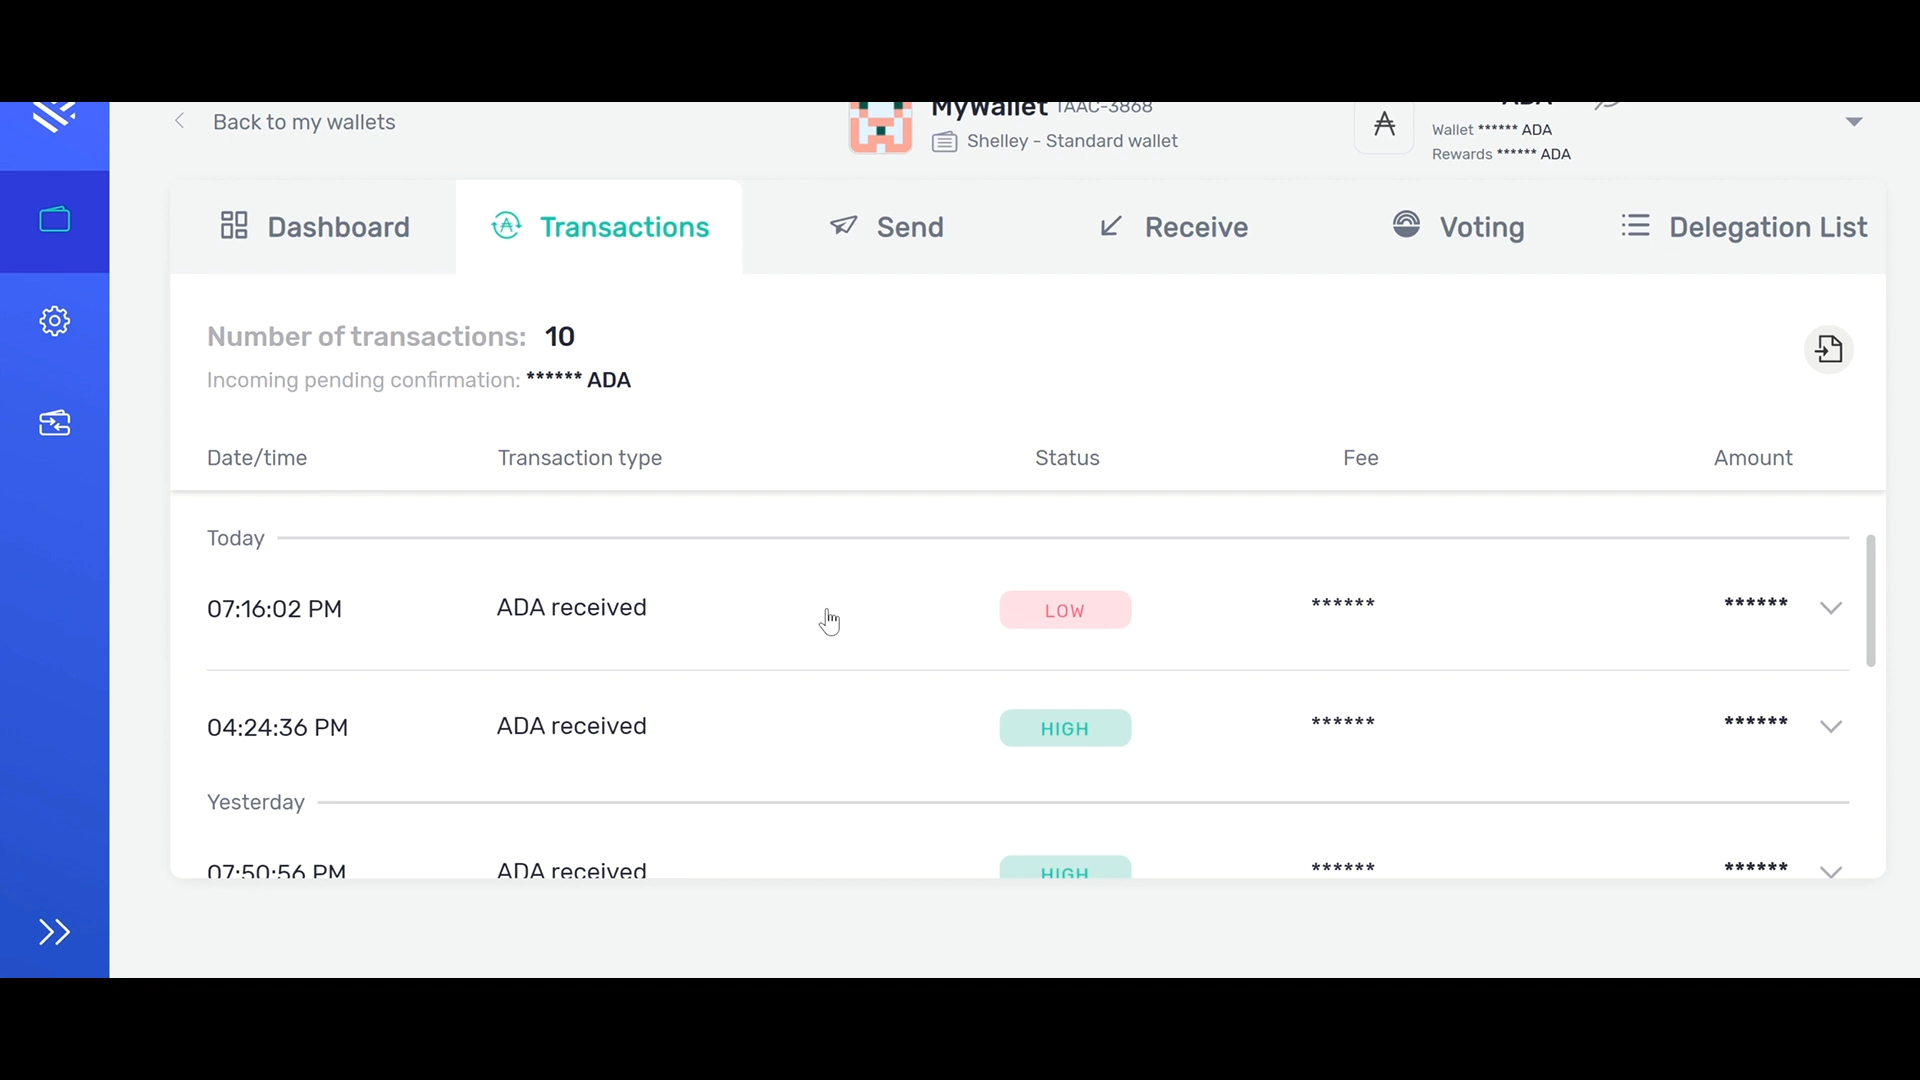 Back to my wallets
MyWallet TAAC-3868
Shelley - Standard wallet
ADA
Wallet ****** ADA
Rewards ****** ADA
Dashboard
Transactions
Send
Receive
Voting
Delegation List
Number of transactions: 10
Incoming pending confirmation: ****** ADA
Date/time Transaction type Status Fee Amount
Today
07:16:02 PM ADA received LOW ****** ******
04:24:36 PM ADA received HIGH ****** ******
Yesterday
07:50:56 PM ADA received HIGH ****** ******